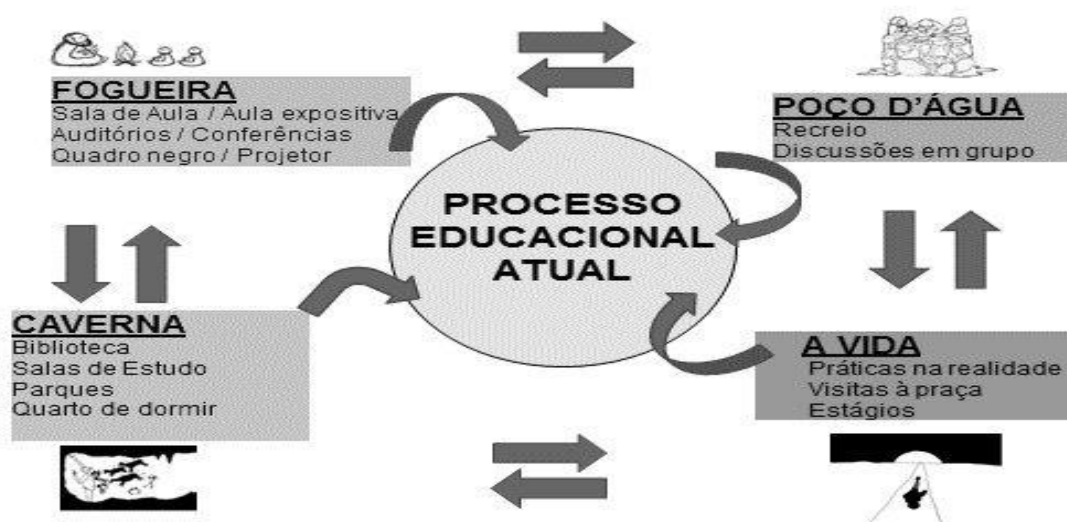 FOGUEIRA
Sala de Aula / Aula expositiva
Auditórios / Conferências
Quadro negro / Projetor
POÇO D'ÁGUA
Recreio
Discussões em grupo
PROCESSO
EDUCACIONAL
ATUAL
CAVERNA
Biblioteca
Salas de Estudo
Parques
Quarto de dormir
A VIDA
Práticas na realidade
Visitas à praça
Estágios